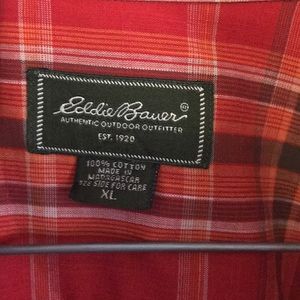 Eddie Bauer ®
AUTHENTIC OUTDOOR OUTFITTER
EST. 1920
100% COTTON
MADE IN
MADAGASCAR
SEE SIDE FOR CARE
XL